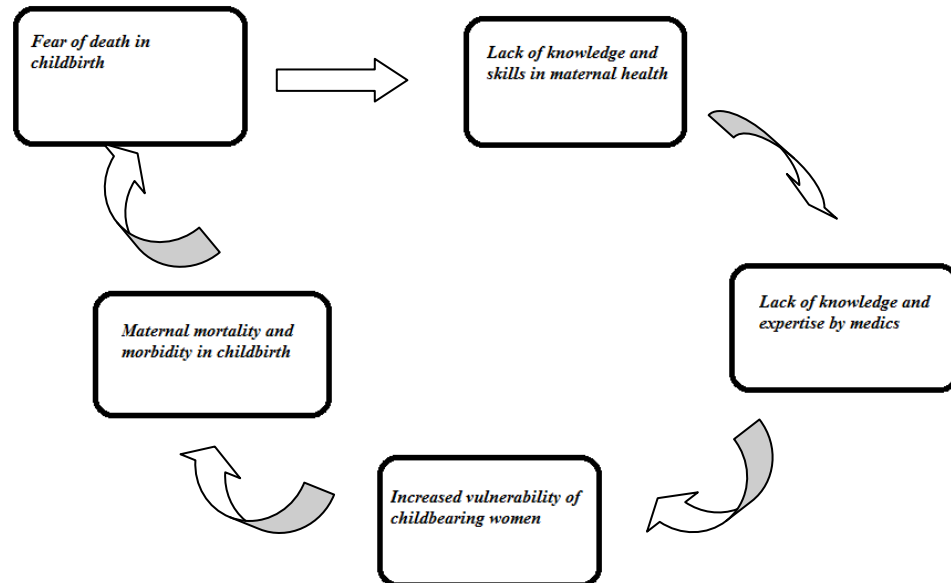 Fear of death in
childbirth
Lack of knowledge and
skills in maternal health
Lack of knowledge and
expertise by medics
Increased vulnerability of
childbearing women
Maternal mortality and
morbidity in childbirth